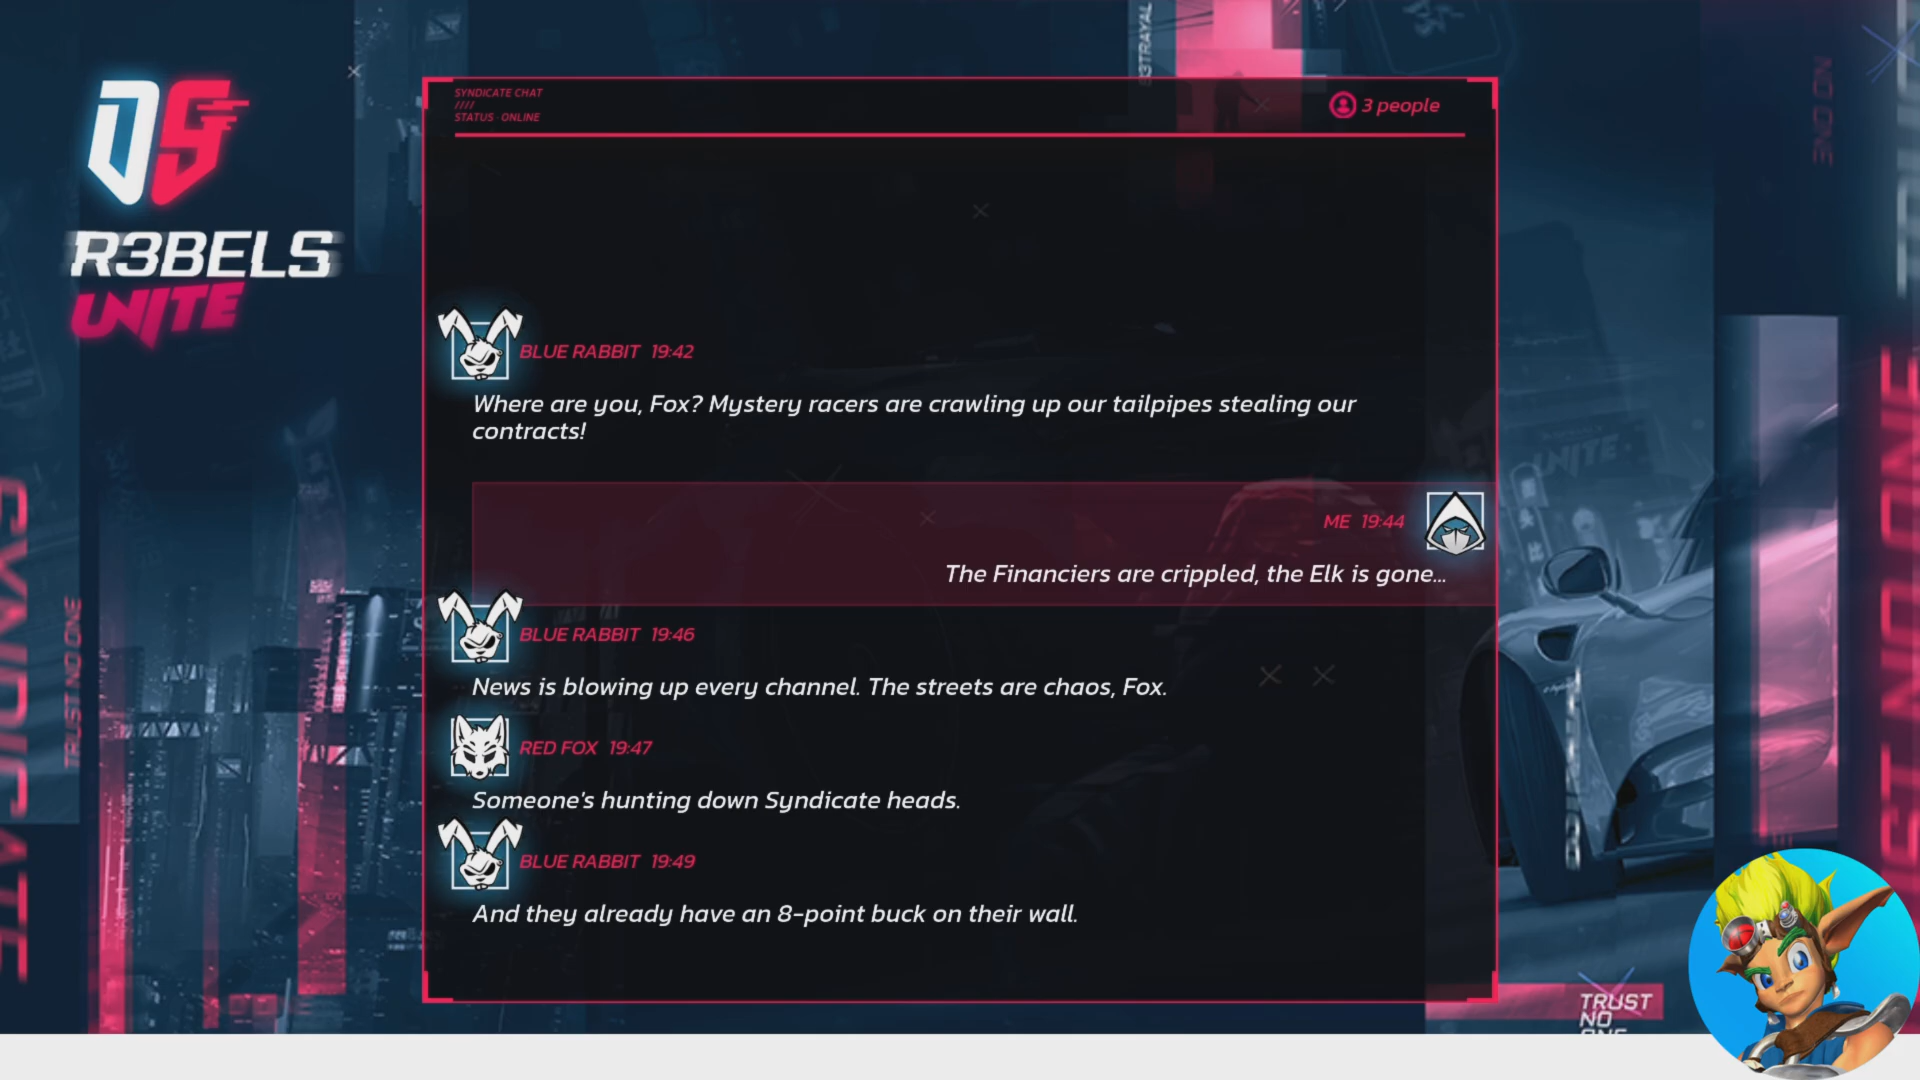 R3BELS
UNITE
SYNDICATE CHAT
////
STATUS · ONLINE
3 people
BLUE RABBIT 19:42
Where are you, Fox? Mystery racers are crawling up our tailpipes stealing our
contracts!
ME 19:44
The Financiers are crippled, the Elk is gone...
BLUE RABBIT 19:46
News is blowing up every channel. The streets are chaos, Fox.
RED FOX 19:47
Someone's hunting down Syndicate heads.
BLUE RABBIT 19:49
And they already have an 8-point buck on their wall.
TRUST NO ONE
TRUST
NO
ONE